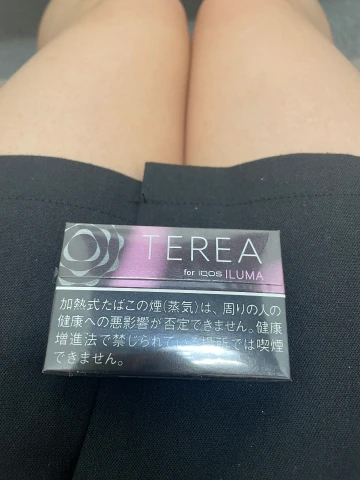 TEREA
for IQOS ILUMA
加熱式たばこの煙(蒸気)は、周りの人の
健康への悪影響が否定できません。健康
増進法で禁じられている場所では喫煙
できません。